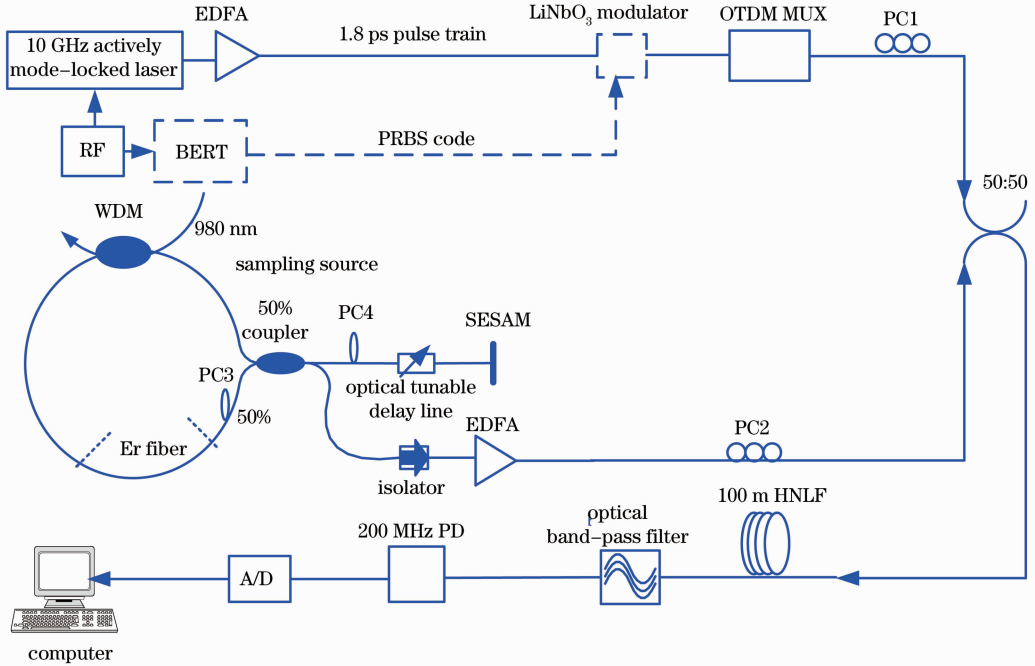 EDFA
LiNbO₃ modulator
OTDM MUX
PC1
10 GHz actively
mode-locked laser
1.8 ps pulse train
RF
BERT
PRBS code
50:50
WDM
980 nm
sampling source
50%
coupler
PC4
SESAM
PC3
50%
optical tunable
delay line
Er fiber
EDFA
PC2
isolator
100 m HNLF
optical
band-pass filter
200 MHz PD
A/D
computer